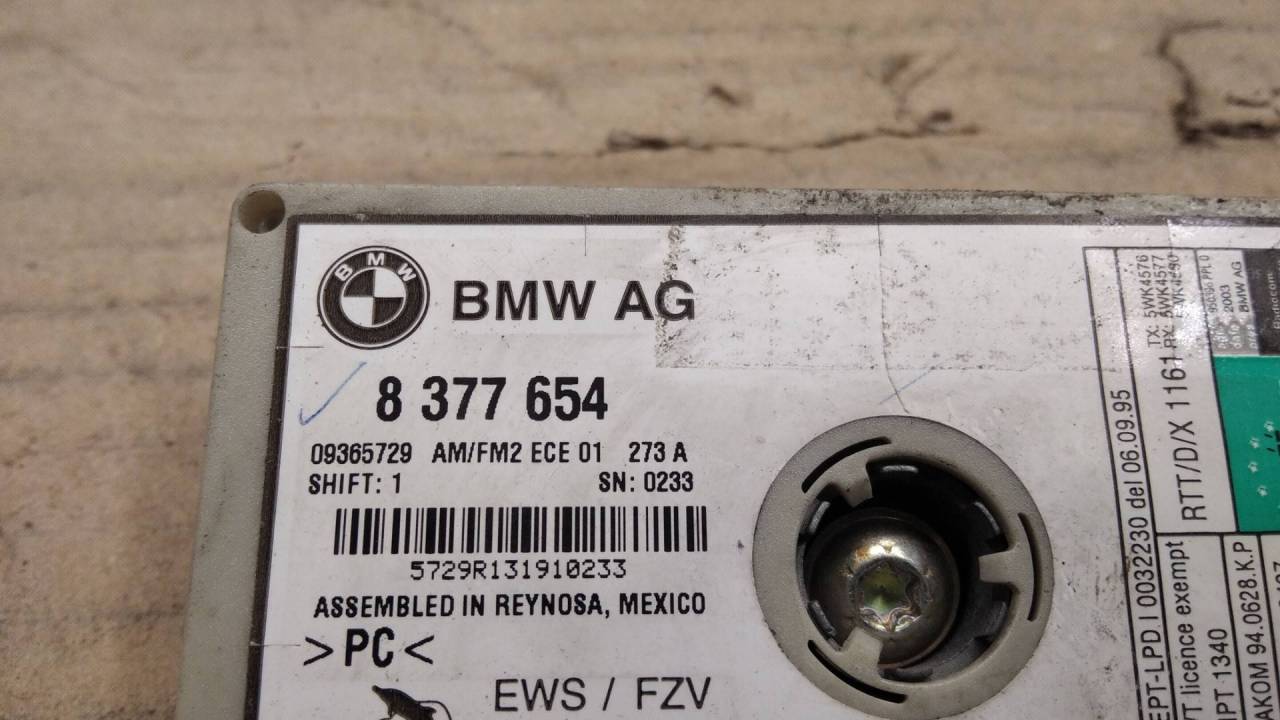 BMW
BMW AG
8 377 654
09365729 AM/FM2 ECE 01 273 A
SHIFT: 1 SN: 0233
5729R131910233
ASSEMBLED IN REYNOSA, MEXICO
>PC<
EWS / FZV
EPT-LPD.I 0032230 del 06.09.95
T licence exempt
RTT/D/X 1161
TX: 5WK4576
RX: 5WK4577
PT 1340
AKOM 94.0628.K.P
2003
BMW AG